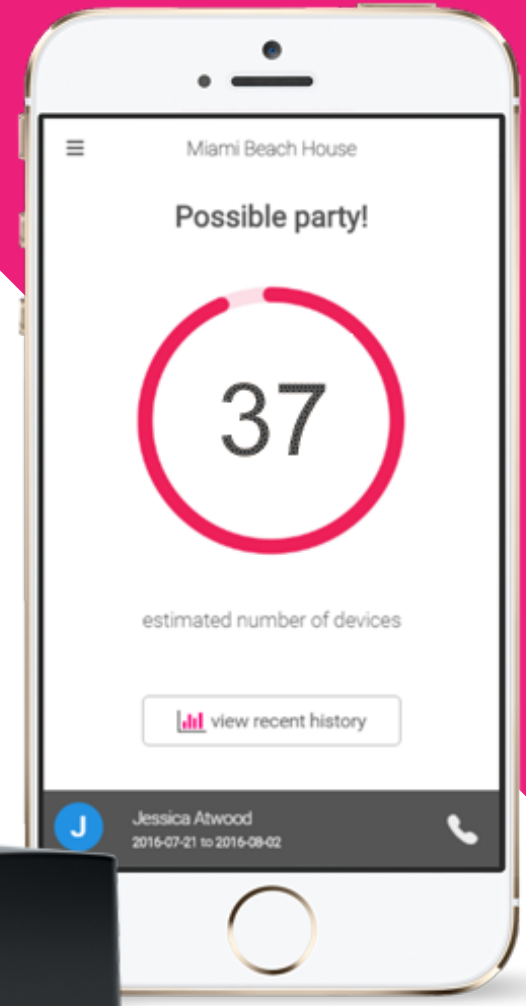 Miami Beach House
Possible party!
37
estimated number of devices
view recent history
J
Jessica Atwood
2016-07-21 to 2016-08-02